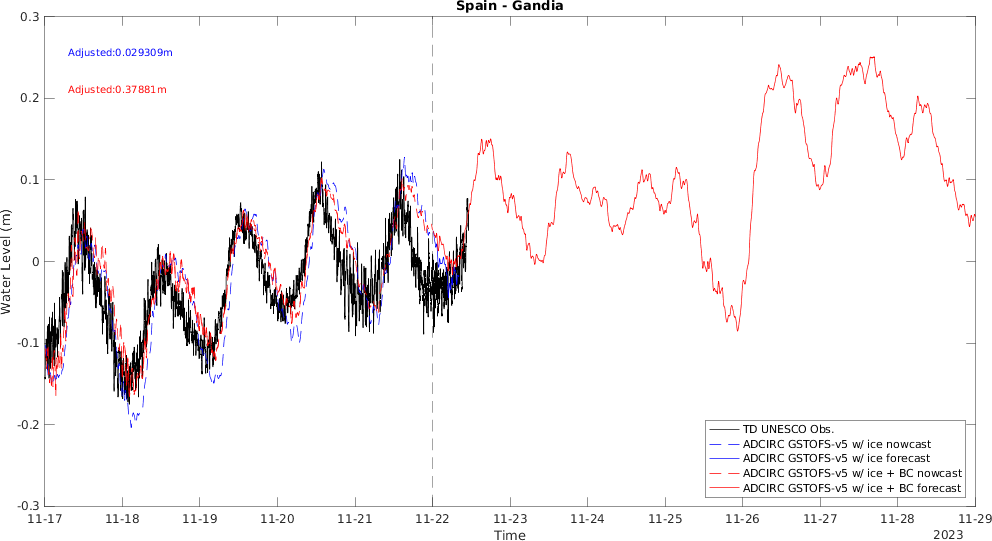 Spain - Gandia
Adjusted:0.029309m
Adjusted:0.37881m
Water Level (m)
0.3
0.2
0.1
0
-0.1
-0.2
-0.3
TD UNESCO Obs.
ADCIRC GSTOFS-v5 w/ ice nowcast
ADCIRC GSTOFS-v5 w/ ice forecast
ADCIRC GSTOFS-v5 w/ ice + BC nowcast
ADCIRC GSTOFS-v5 w/ ice + BC forecast
11-17 11-18 11-19 11-20 11-21 11-22 11-23 11-24 11-25 11-26 11-27 11-28 11-29
Time
2023